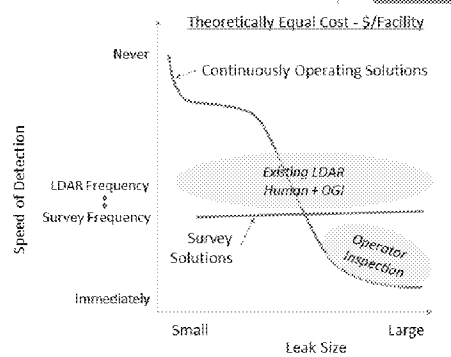 Theoretically Equal Cost - $/Facility
Never
Continuously Operating Solutions
Existing LDAR
Human + OGI
LDAR Frequency
Survey Frequency
Survey
Solutions
Operator
Inspection
Immediately
Speed of Detection
Small
Large
Leak Size